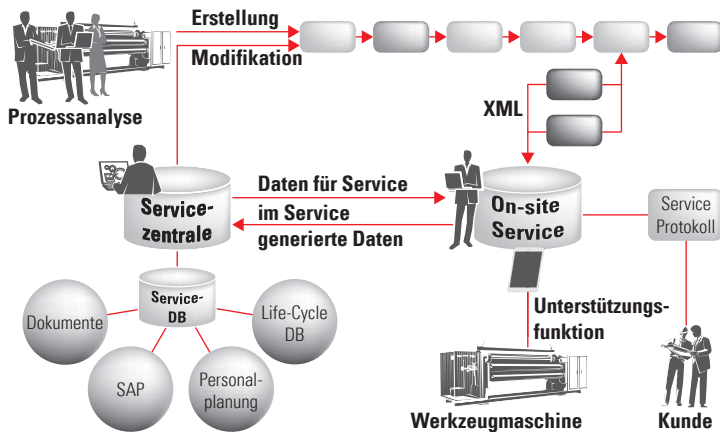 Erstellung
Modifikation
Prozessanalyse
XML
Service-
zentrale
Daten für Service
im Service
generierte Daten
On-site
Service
Service
Protokoll
Service-
DB
Dokumente
Life-Cycle
DB
SAP
Personal-
planung
Unterstützungs-
funktion
Werkzeugmaschine
Kunde